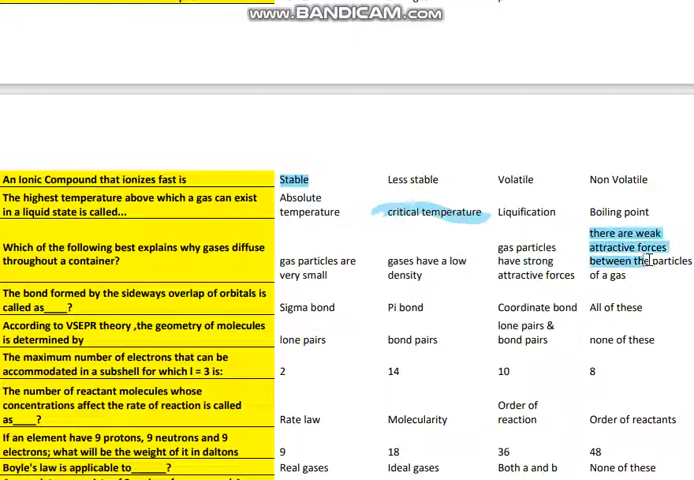 WWW.BANDICAM.COM
An Ionic Compound that ionizes fast is Stable Less stable Volatile Non Volatile
The highest temperature above which a gas can exist Absolute
in a liquid state is called... temperature critical temperature Liquification Boiling point
there are weak
Which of the following best explains why gases diffuse gas particles attractive forces
throughout a container? gas particles are gases have a low have strong between the particles
very small density attractive forces of a gas
The bond formed by the sideways overlap of orbitals is
called as____? Sigma bond Pi bond Coordinate bond All of these
According to VSEPR theory ,the geometry of molecules lone pairs &
is determined by lone pairs bond pairs bond pairs none of these
The maximum number of electrons that can be
accommodated in a subshell for which l = 3 is: 2 14 10 8
The number of reactant molecules whose
concentrations affect the rate of reaction is called Order of
as____? Rate law Molecularity reaction Order of reactants
If an element have 9 protons, 9 neutrons and 9
electrons; what will be the weight of it in daltons 9 18 36 48
Boyle's law is applicable to______? Real gases Ideal gases Both a and b None of these